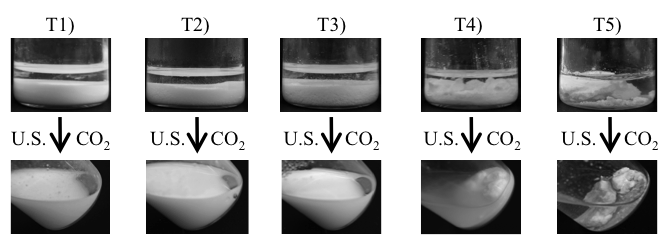 T1) T2) T3) T4) T5)
U.S. CO₂ U.S. CO₂ U.S. CO₂ U.S. CO₂ U.S. CO₂